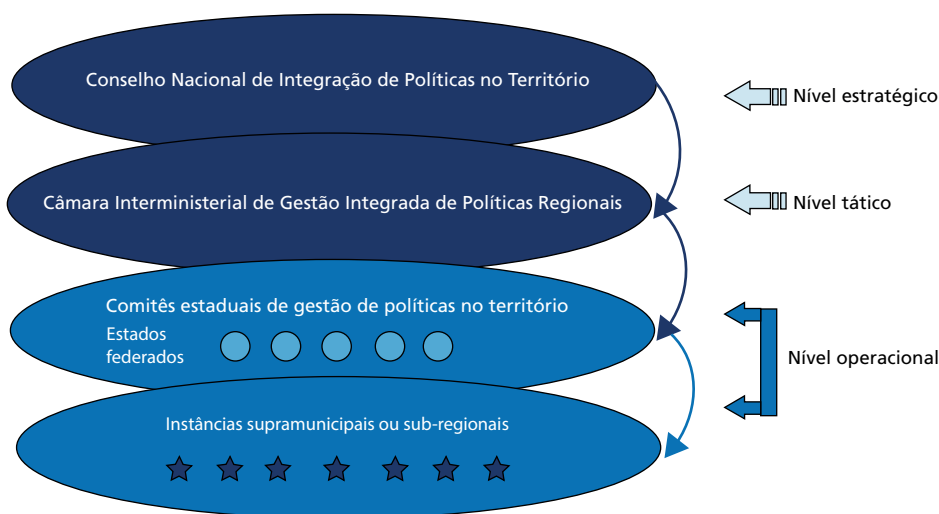 Conselho Nacional de Integração de Políticas no Território
Nível estratégico
Câmara Interministerial de Gestão Integrada de Políticas Regionais
Nível tático
Comitês estaduais de gestão de políticas no território
Estados
federados
Nível operacional
Instâncias supramunicipais ou sub-regionais